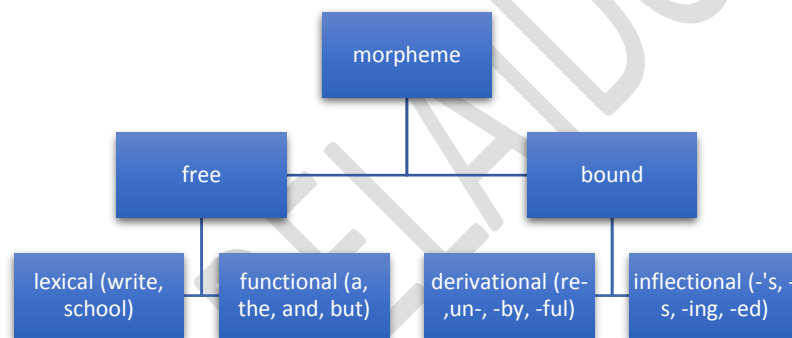 morpheme
free
bound
lexical (write,
school)
functional (a,
the, and, but)
derivational (re-
,un-, -by, -ful)
inflectional (-'s, -
s, -ing, -ed)